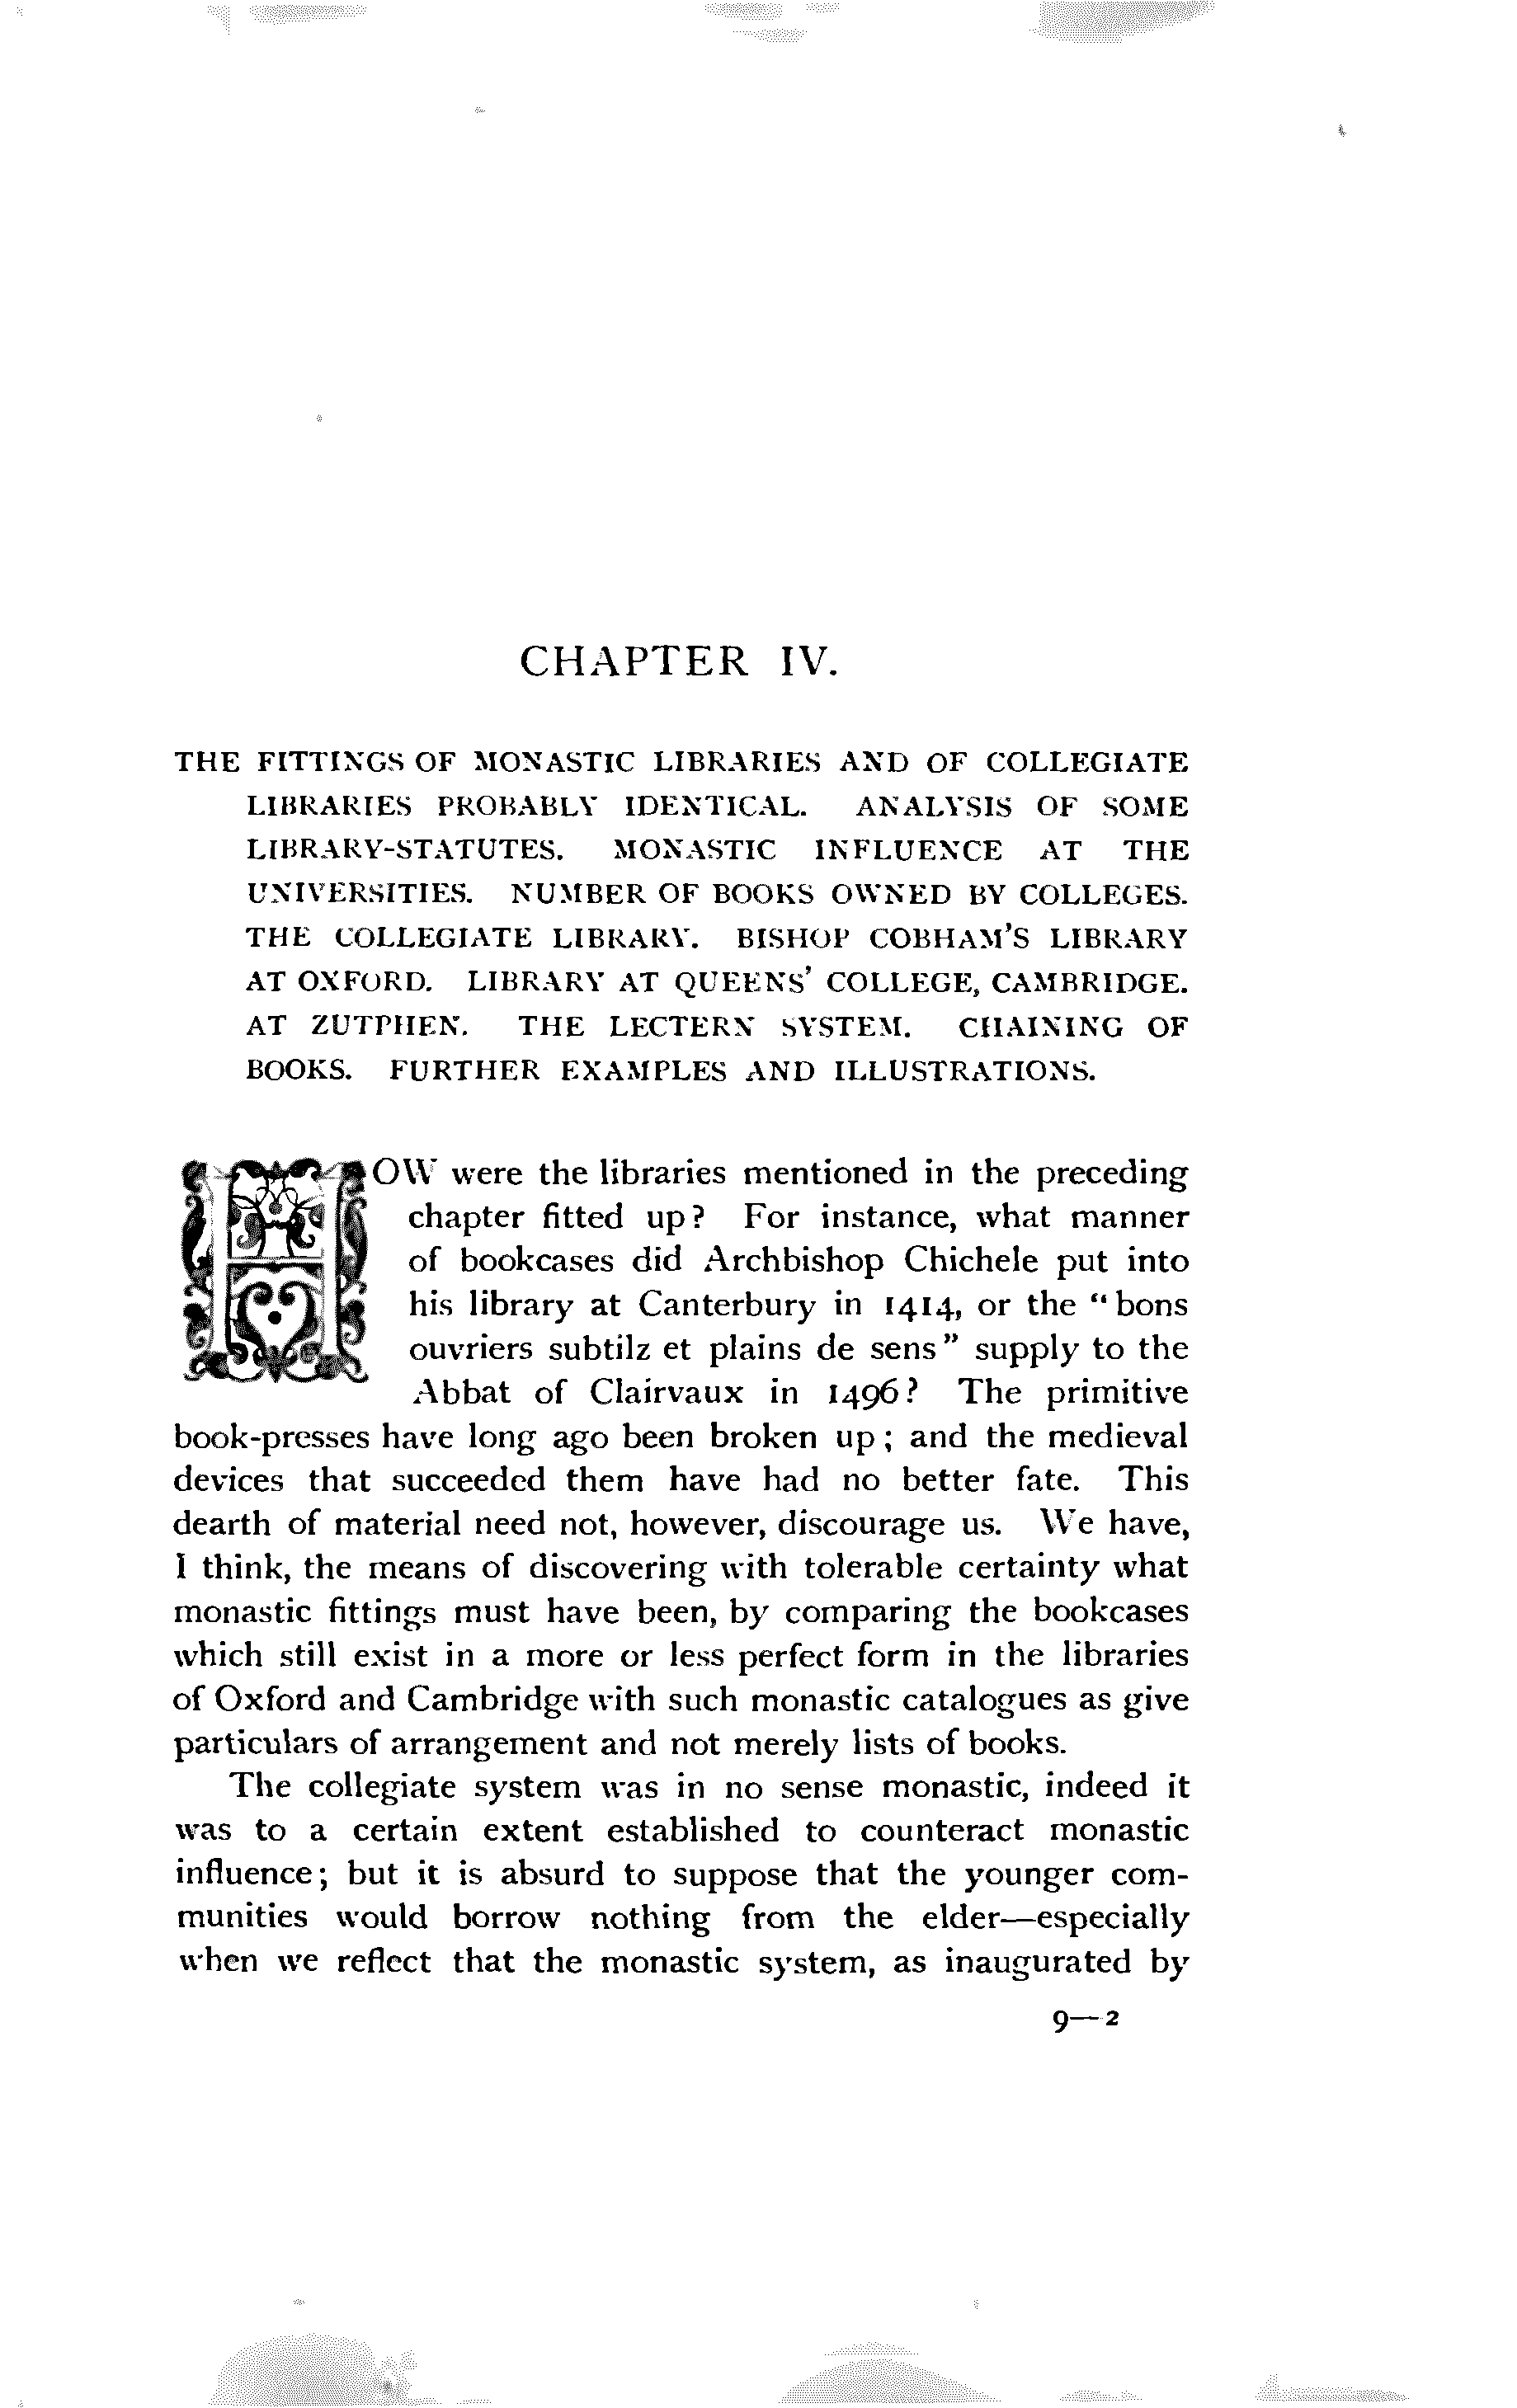 CHAPTER IV.
THE FITTINGS OF MONASTIC LIBRARIES AND OF COLLEGIATE
LIBRARIES PROBABLY IDENTICAL. ANALYSIS OF SOME
LIBRARY-STATUTES. MONASTIC INFLUENCE AT THE
UNIVERSITIES. NUMBER OF BOOKS OWNED BY COLLEGES.
THE COLLEGIATE LIBRARY. BISHOP COBHAM'S LIBRARY
AT OXFORD. LIBRARY AT QUEENS' COLLEGE, CAMBRIDGE.
AT ZUTPHEN. THE LECTERN SYSTEM. CHAINING OF
BOOKS. FURTHER EXAMPLES AND ILLUSTRATIONS.
HOW were the libraries mentioned in the preceding
chapter fitted up? For instance, what manner
of bookcases did Archbishop Chichele put into
his library at Canterbury in 1414, or the "bons
ouvriers subtilz et plains de sens" supply to the
Abbat of Clairvaux in 1496? The primitive
book-presses have long ago been broken up; and the medieval
devices that succeeded them have had no better fate. This
dearth of material need not, however, discourage us. We have,
I think, the means of discovering with tolerable certainty what
monastic fittings must have been, by comparing the bookcases
which still exist in a more or less perfect form in the libraries
of Oxford and Cambridge with such monastic catalogues as give
particulars of arrangement and not merely lists of books.
The collegiate system was in no sense monastic, indeed it
was to a certain extent established to counteract monastic
influence; but it is absurd to suppose that the younger com-
munities would borrow nothing from the elder—especially
when we reflect that the monastic system, as inaugurated by
9—2